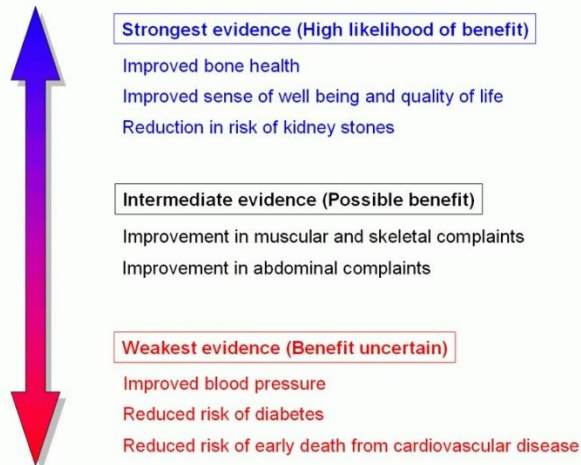 Strongest evidence (High likelihood of benefit)
Improved bone health
Improved sense of well being and quality of life
Reduction in risk of kidney stones
Intermediate evidence (Possible benefit)
Improvement in muscular and skeletal complaints
Improvement in abdominal complaints
Weakest evidence (Benefit uncertain)
Improved blood pressure
Reduced risk of diabetes
Reduced risk of early death from cardiovascular disease